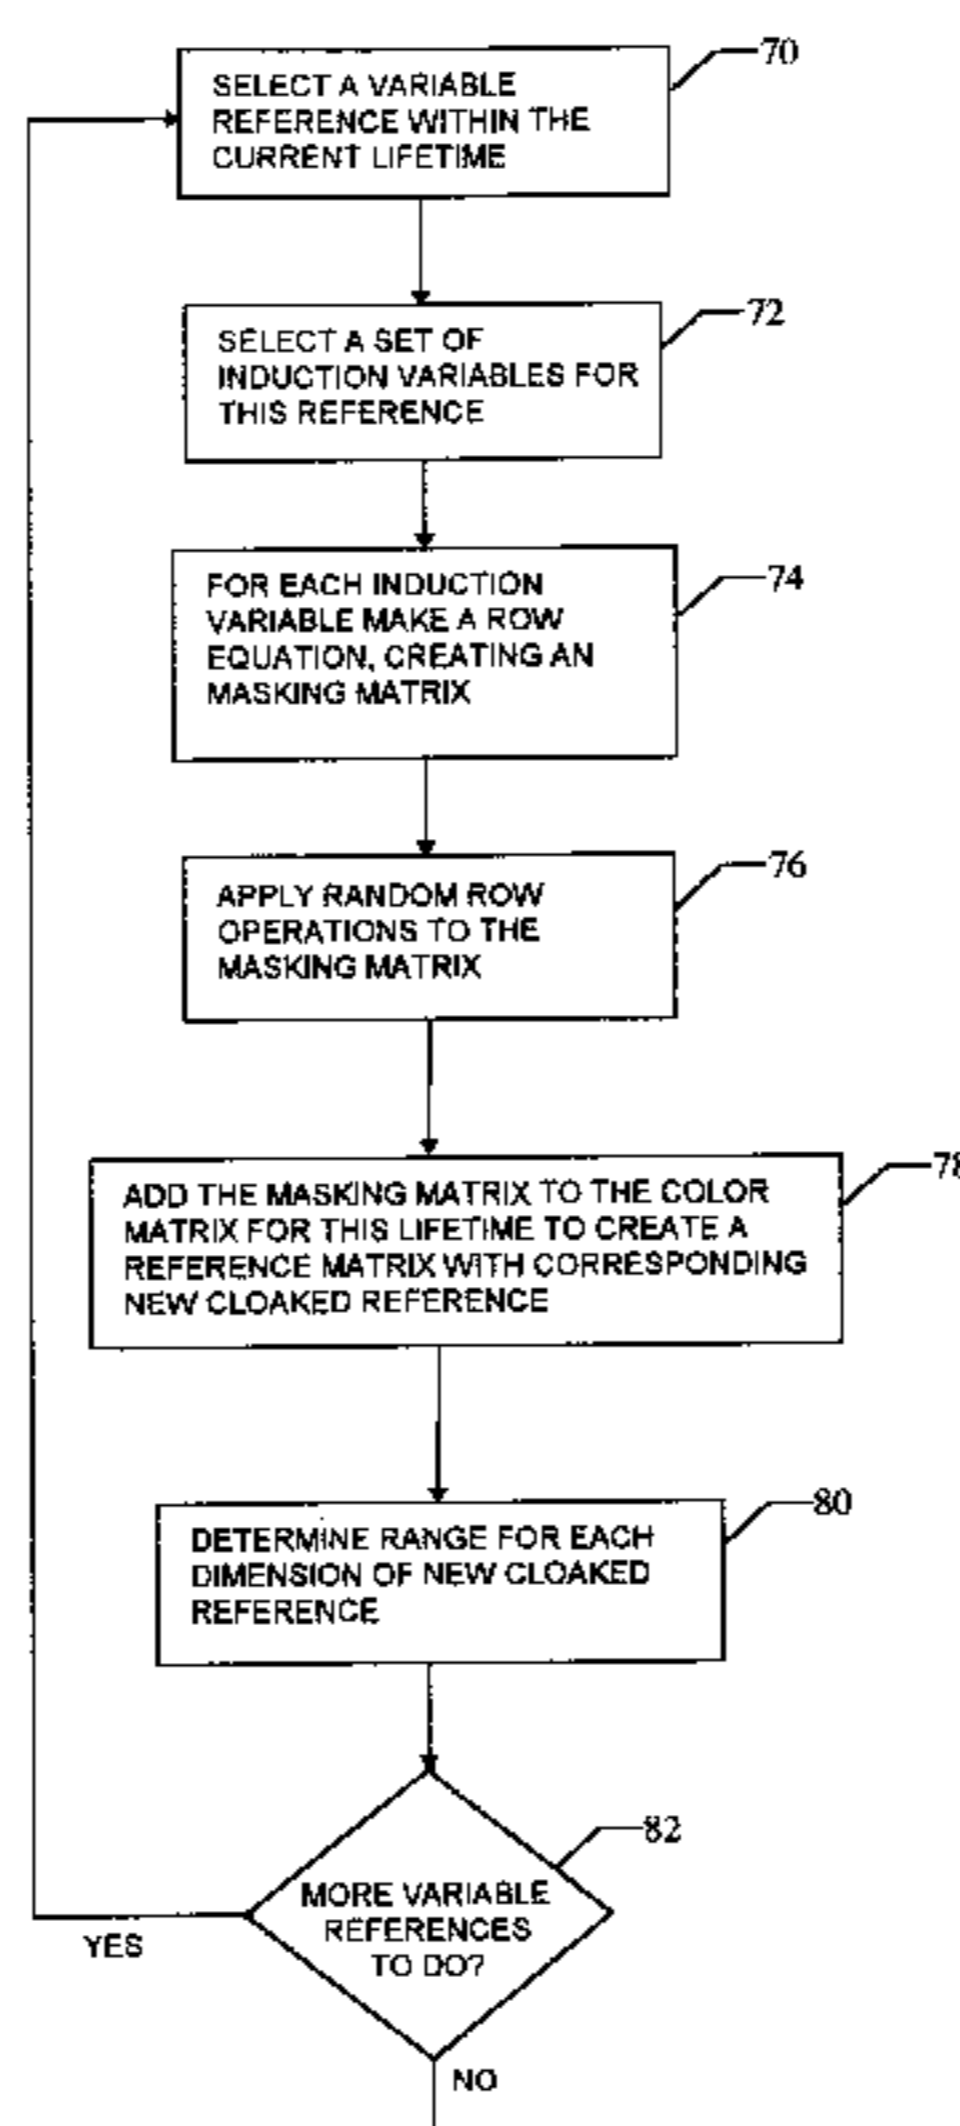 70
SELECT A VARIABLE
REFERENCE WITHIN THE
CURRENT LIFETIME
72
SELECT A SET OF
INDUCTION VARIABLES FOR
THIS REFERENCE
74
FOR EACH INDUCTION
VARIABLE MAKE A ROW
EQUATION, CREATING AN
MASKING MATRIX
76
APPLY RANDOM ROW
OPERATIONS TO THE
MASKING MATRIX
78
ADD THE MASKING MATRIX TO THE COLOR
MATRIX FOR THIS LIFETIME TO CREATE A
REFERENCE MATRIX WITH CORRESPONDING
NEW CLOAKED REFERENCE
80
DETERMINE RANGE FOR EACH
DIMENSION OF NEW CLOAKED
REFERENCE
82
MORE VARIABLE
REFERENCES
TO DO?
YES
NO